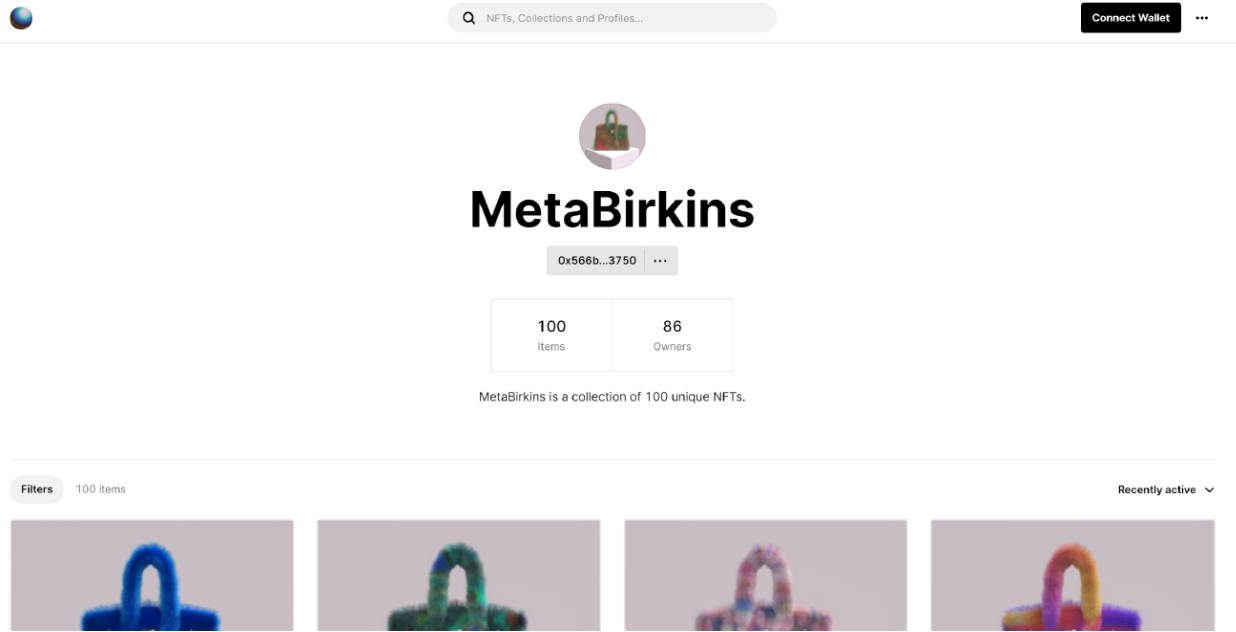 NFTs, Collections and Profiles...
Connect Wallet
MetaBirkins
0x566b...3750
100
Items
86
Owners
MetaBirkins is a collection of 100 unique NFTs.
Filters
100 items
Recently active